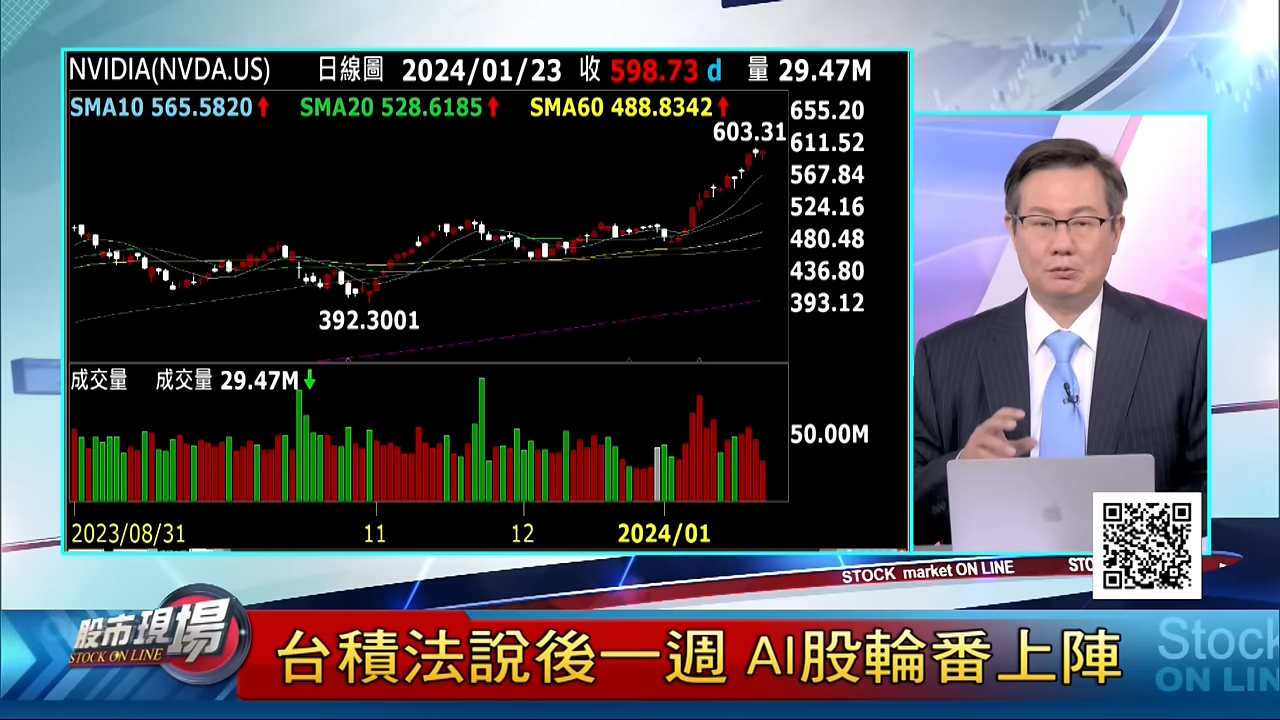 NVIDIA(NVDA.US) 日線圖 2024/01/23 收 598.73 d 量 29.47M
SMA10 565.5820↑ SMA20 528.6185↑ SMA60 488.8342↑
655.20
603.31
611.52
567.84
524.16
480.48
436.80
393.12
392.3001
成交量 成交量 29.47M↓
50.00M
2023/08/31 11 12 2024/01
STOCK market ON LINE STOC
股市現場
STOCK ON LINE
台積法說後一週 AI股輪番上陣
Stock
ON LIN